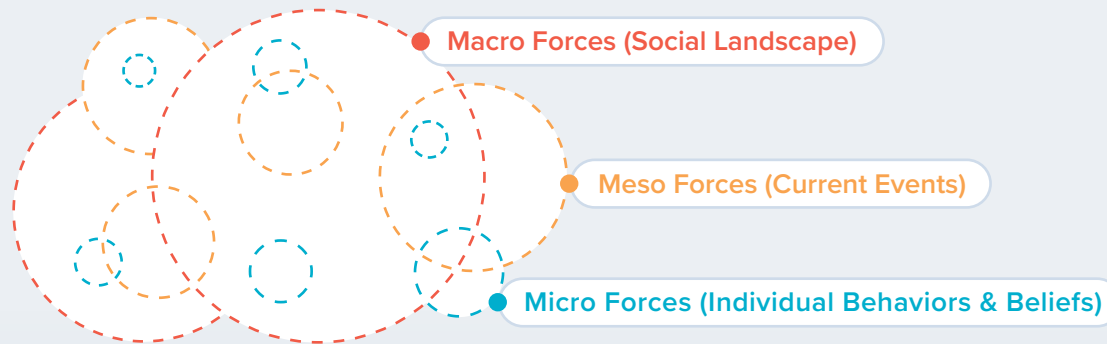 Macro Forces (Social Landscape)
Meso Forces (Current Events)
Micro Forces (Individual Behaviors & Beliefs)